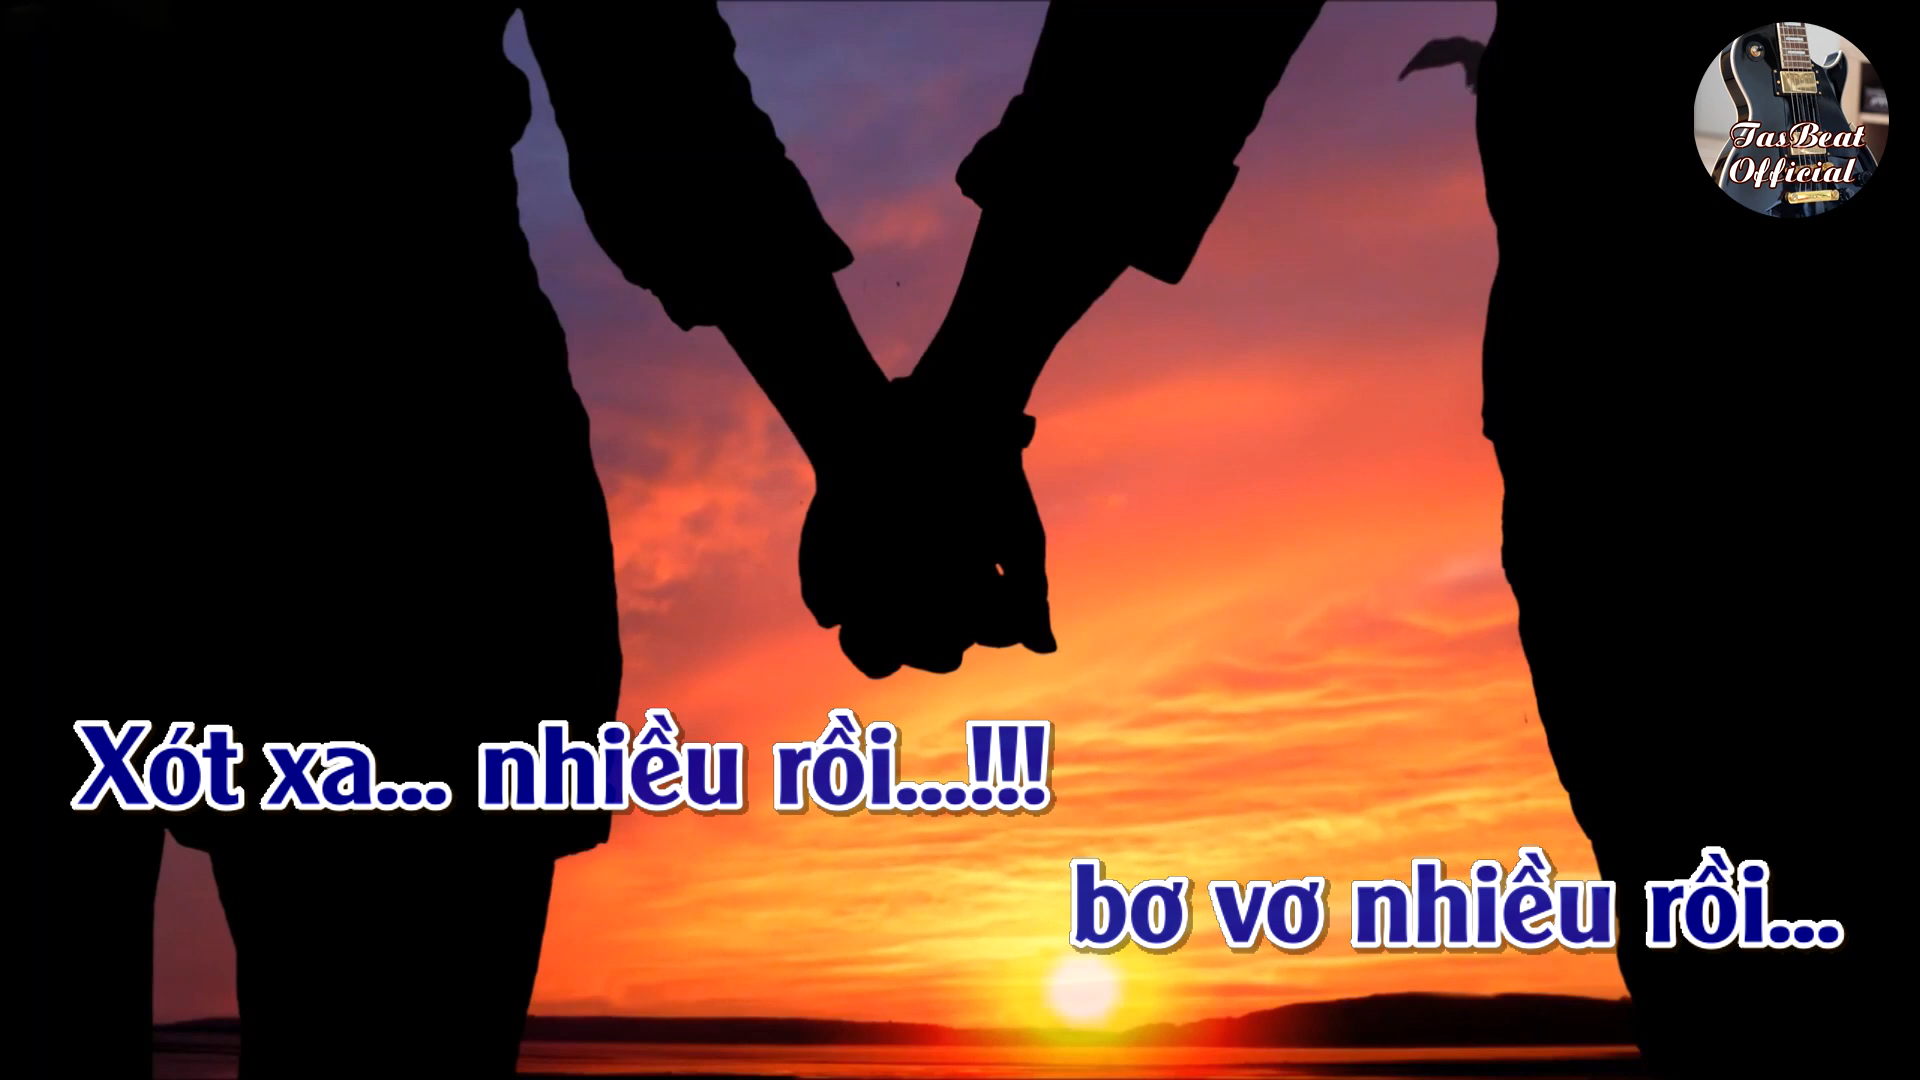 TasBeat
Official
Xót xa... nhiều rồi...!!!
bơ vơ nhiều rồi...